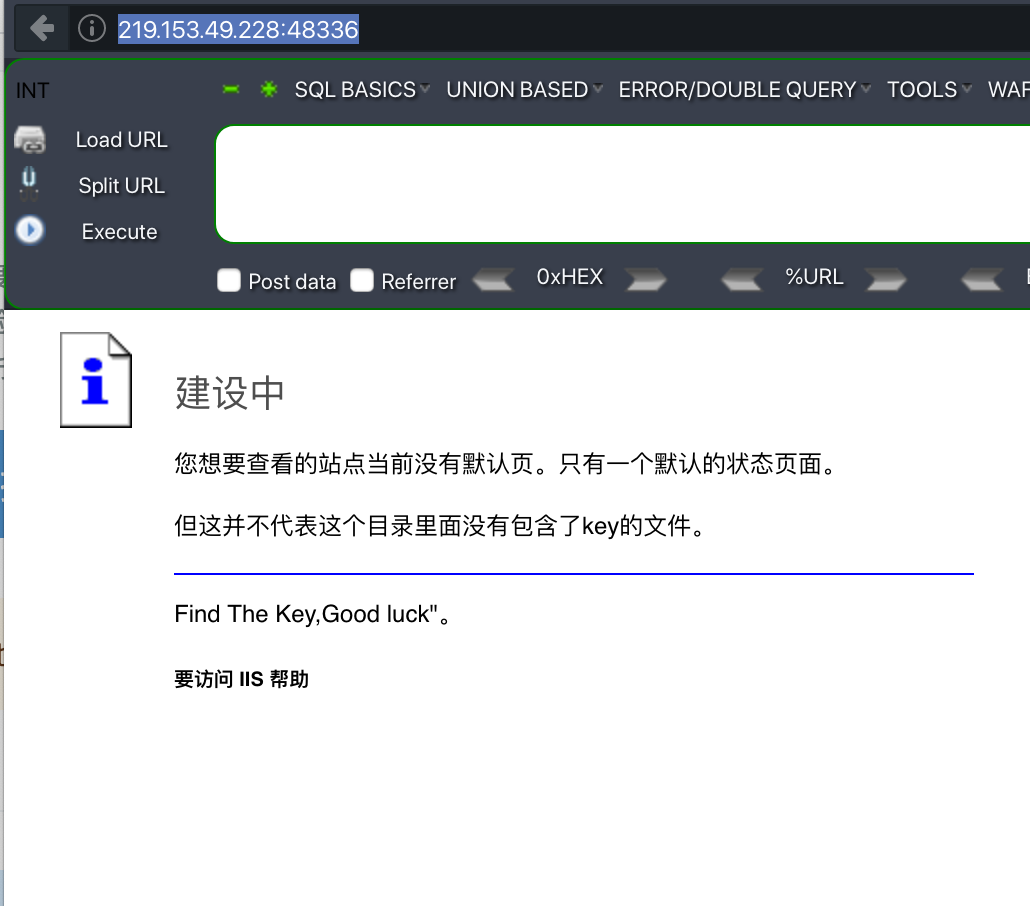 219.153.49.228:48336
INT
SQL BASICS UNION BASED ERROR/DOUBLE QUERY TOOLS WAF
Load URL
Split URL
Execute
Post data Referrer 0xHEX %URL
建设中
您想要查看的站点当前没有默认页。只有一个默认的状态页面。
但这并不代表这个目录里面没有包含了key的文件。
Find The Key,Good luck"。
要访问 IIS 帮助